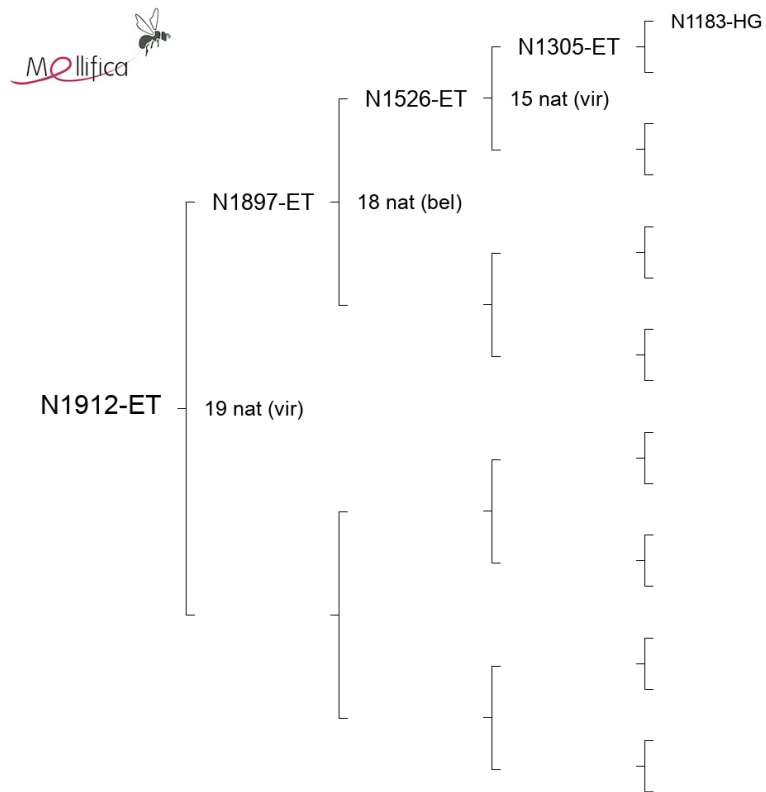 Mellifica
N1183-HG
N1305-ET
N1526-ET
15 nat (vir)
N1897-ET
18 nat (bel)
N1912-ET
19 nat (vir)